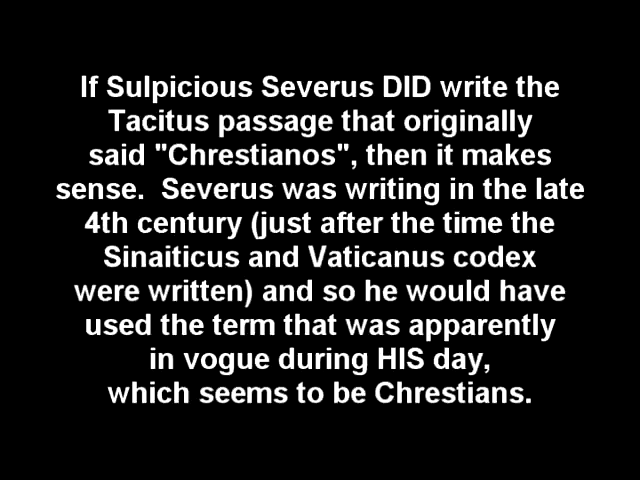 If Sulpicious Severus DID write the
Tacitus passage that originally
said "Chrestianos", then it makes
sense.  Severus was writing in the late
4th century (just after the time the
Sinaiticus and Vaticanus codex
were written) and so he would have
used the term that was apparently
in vogue during HIS day,
which seems to be Chrestians.